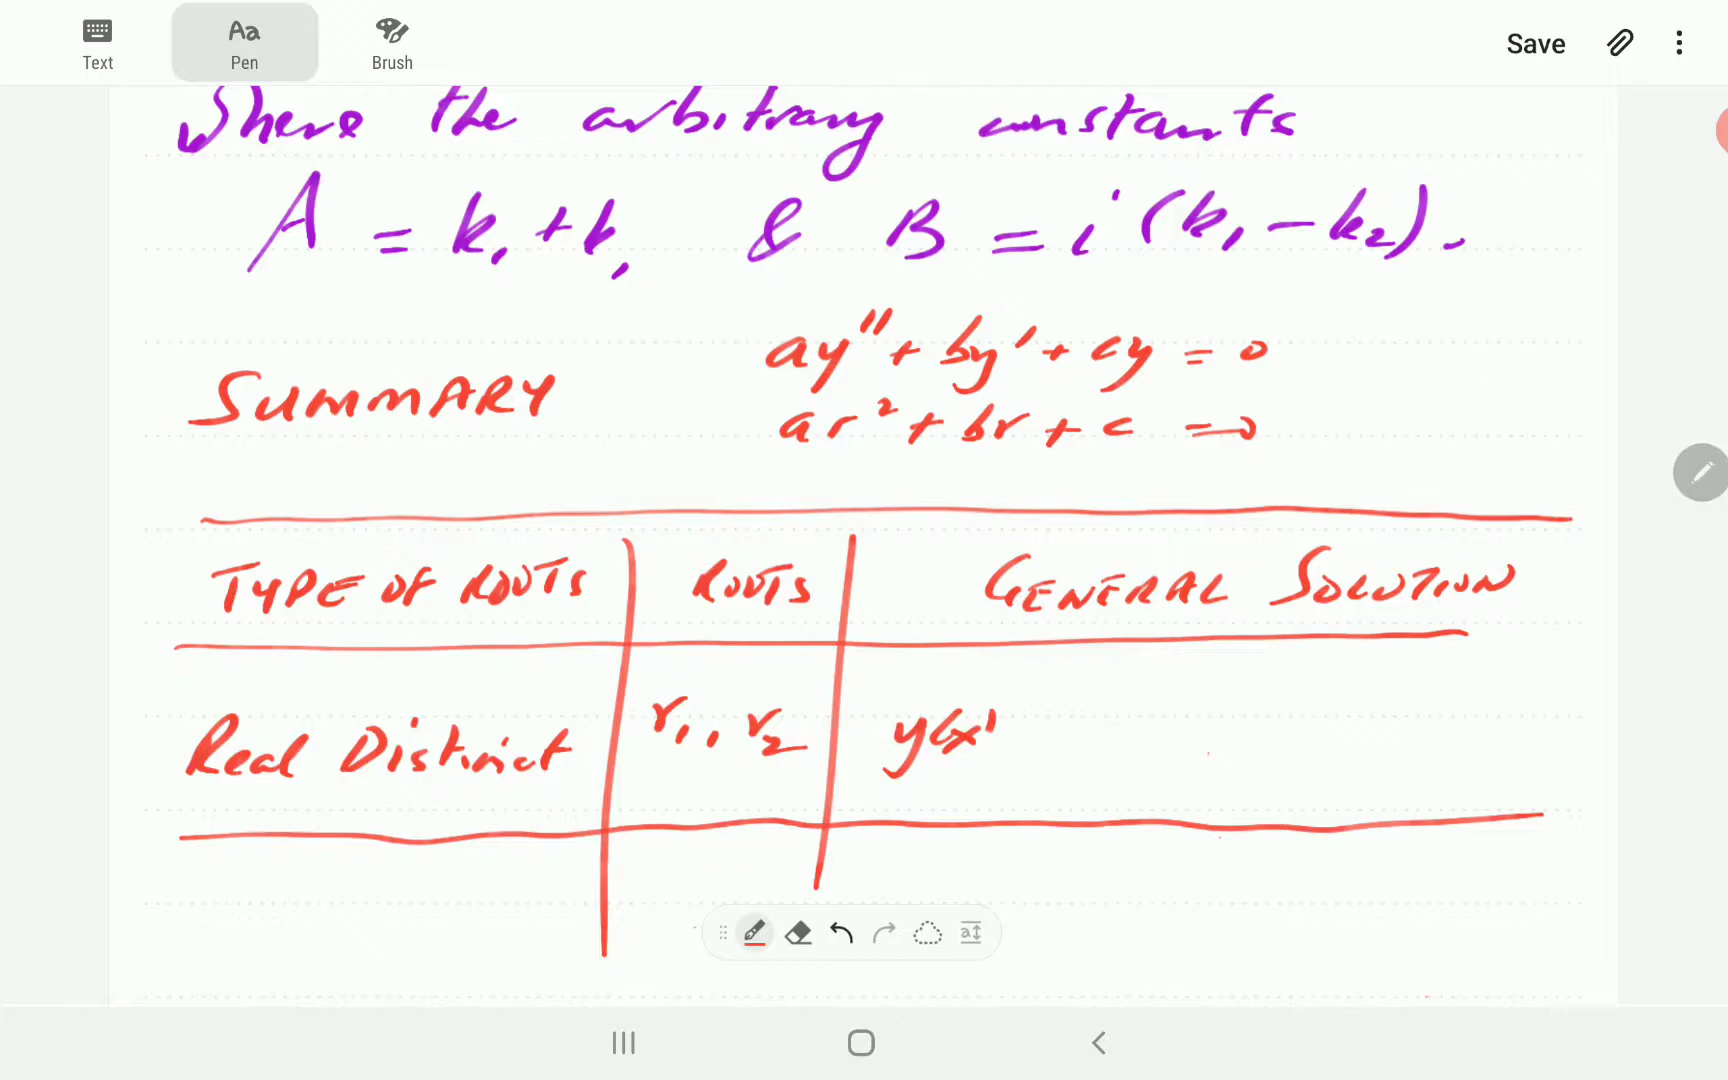 Text Pen Brush Save
Where the arbitrary constants
A = k₁ + k, & B = i(k₁ - k₂).
SUMMARY
ay" + by' + cy = 0
ar² + br + c = 0
TYPE OF ROOTS ROOTS GENERAL SOLUTION
Real Distinct r₁, r₂ y(x)